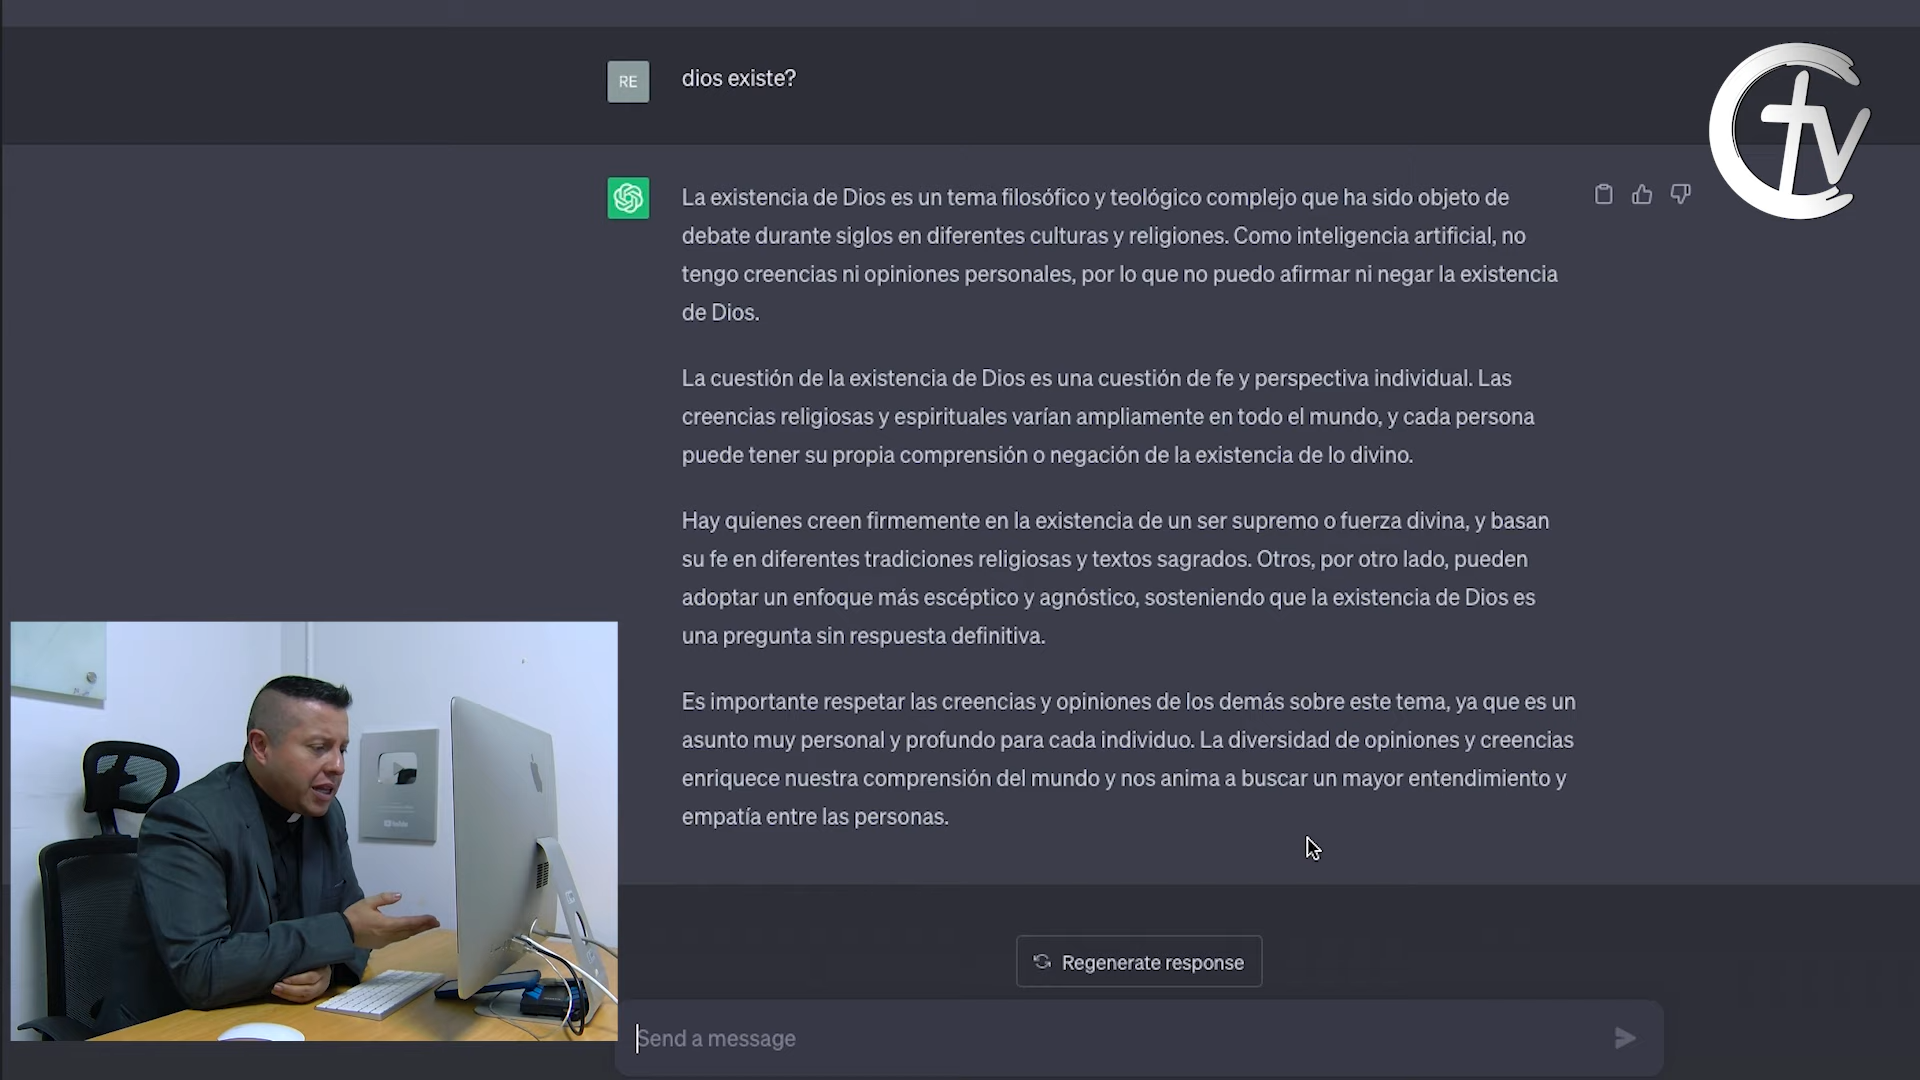 RE
dios existe?
La existencia de Dios es un tema filosófico y teológico complejo que ha sido objeto de
debate durante siglos en diferentes culturas y religiones. Como inteligencia artificial, no
tengo creencias ni opiniones personales, por lo que no puedo afirmar ni negar la existencia
de Dios.
La cuestión de la existencia de Dios es una cuestión de fe y perspectiva individual. Las
creencias religiosas y espirituales varían ampliamente en todo el mundo, y cada persona
puede tener su propia comprensión o negación de la existencia de lo divino.
Hay quienes creen firmemente en la existencia de un ser supremo o fuerza divina, y basan
su fe en diferentes tradiciones religiosas y textos sagrados. Otros, por otro lado, pueden
adoptar un enfoque más escéptico y agnóstico, sosteniendo que la existencia de Dios es
una pregunta sin respuesta definitiva.
Es importante respetar las creencias y opiniones de los demás sobre este tema, ya que es un
asunto muy personal y profundo para cada individuo. La diversidad de opiniones y creencias
enriquece nuestra comprensión del mundo y nos anima a buscar un mayor entendimiento y
empatía entre las personas.
Regenerate response
Send a message
CTV
YouTube